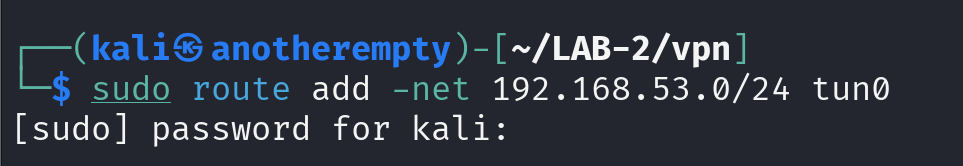 ┌──(kali㉿anotherempty)-[~/LAB-2/vpn]
└─$ sudo route add -net 192.168.53.0/24 tun0
[sudo] password for kali: